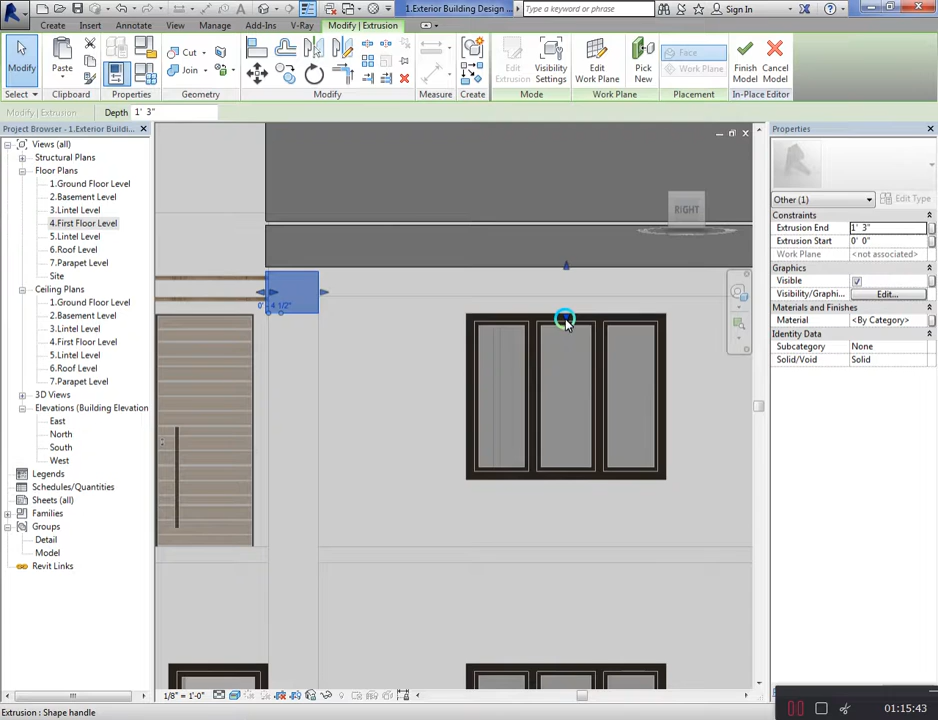 1.Exterior Building Design ...
Type a keyword or phrase
Sign In
Create
Insert
Annotate
View
Manage
Add-Ins
V-Ray
Modify | Extrusion
Modify
Paste
Cut
Join
Edit Extrusion
Visibility Settings
Edit Work Plane
Pick New
Face
Work Plane
Finish Model
Cancel Model
Select
Clipboard
Properties
Geometry
Modify
Measure
Create
Mode
Work Plane
Placement
In-Place Editor
Modify | Extrusion
Depth 1' 3"
Project Browser - 1.Exterior Buildi...
Views (all)
Structural Plans
Floor Plans
1.Ground Floor Level
2.Basement Level
3.Lintel Level
4.First Floor Level
5.Lintel Level
6.Roof Level
7.Parapet Level
Site
Ceiling Plans
1.Ground Floor Level
2.Basement Level
3.Lintel Level
4.First Floor Level
5.Lintel Level
6.Roof Level
7.Parapet Level
3D Views
Elevations (Building Elevation
East
North
South
West
Legends
Schedules/Quantities
Sheets (all)
Families
Groups
Detail
Model
Revit Links
RIGHT
0' - 4 1/2"
Properties
Other (1)
Edit Type
Constraints
Extrusion End 1' 3"
Extrusion Start 0' 0"
Work Plane <not associated>
Graphics
Visible
Visibility/Graphi... Edit...
Materials and Finishes
Material <By Category>
Identity Data
Subcategory None
Solid/Void Solid
1/8" = 1'-0"
Extrusion : Shape handle
01:15:43